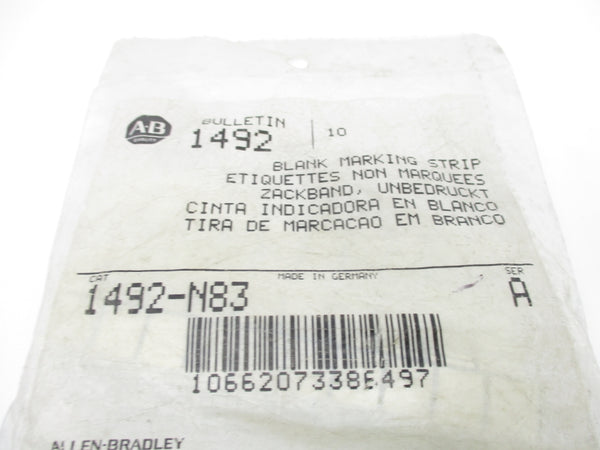 A-B
BULLETIN
1492 10
BLANK MARKING STRIP
ETIQUETTES NON MARQUEES
ZACKBAND, UNBEDRUCKT
CINTA INDICADORA EN BLANCO
TIRA DE MARCACAO EM BRANCO
CAT MADE IN GERMANY SER
1492-N83 A
10662073386497
ALLEN-BRADLEY